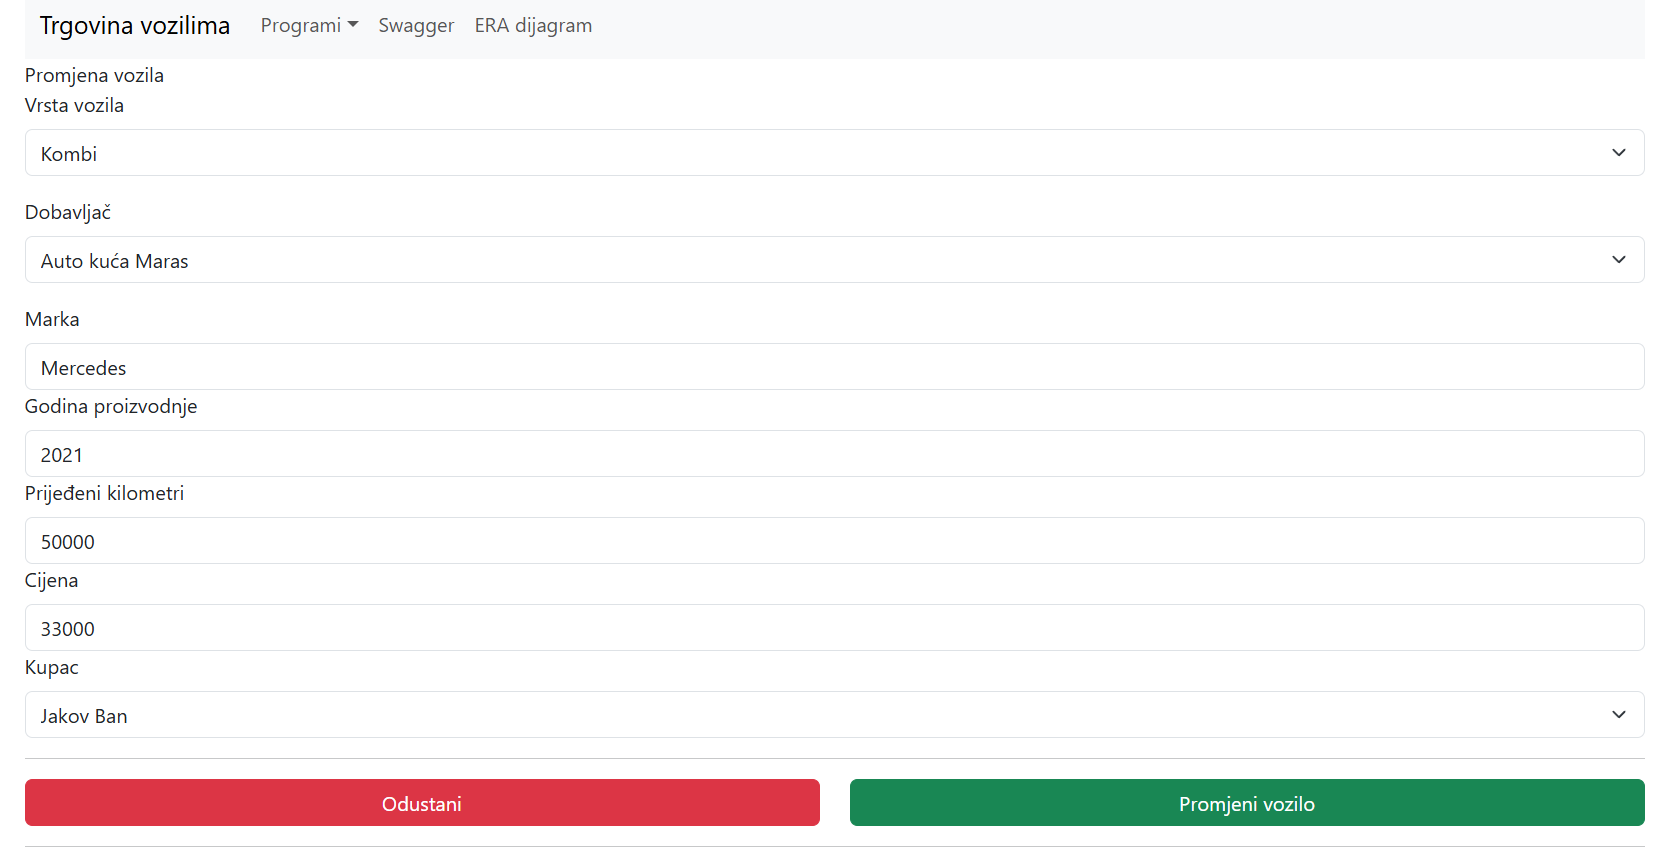 Trgovina vozilima Programi Swagger ERA dijagram
Promjena vozila
Vrsta vozila
Kombi
Dobavljač
Auto kuća Maras
Marka
Mercedes
Godina proizvodnje
2021
Prijeđeni kilometri
50000
Cijena
33000
Kupac
Jakov Ban
Odustani Promjeni vozilo